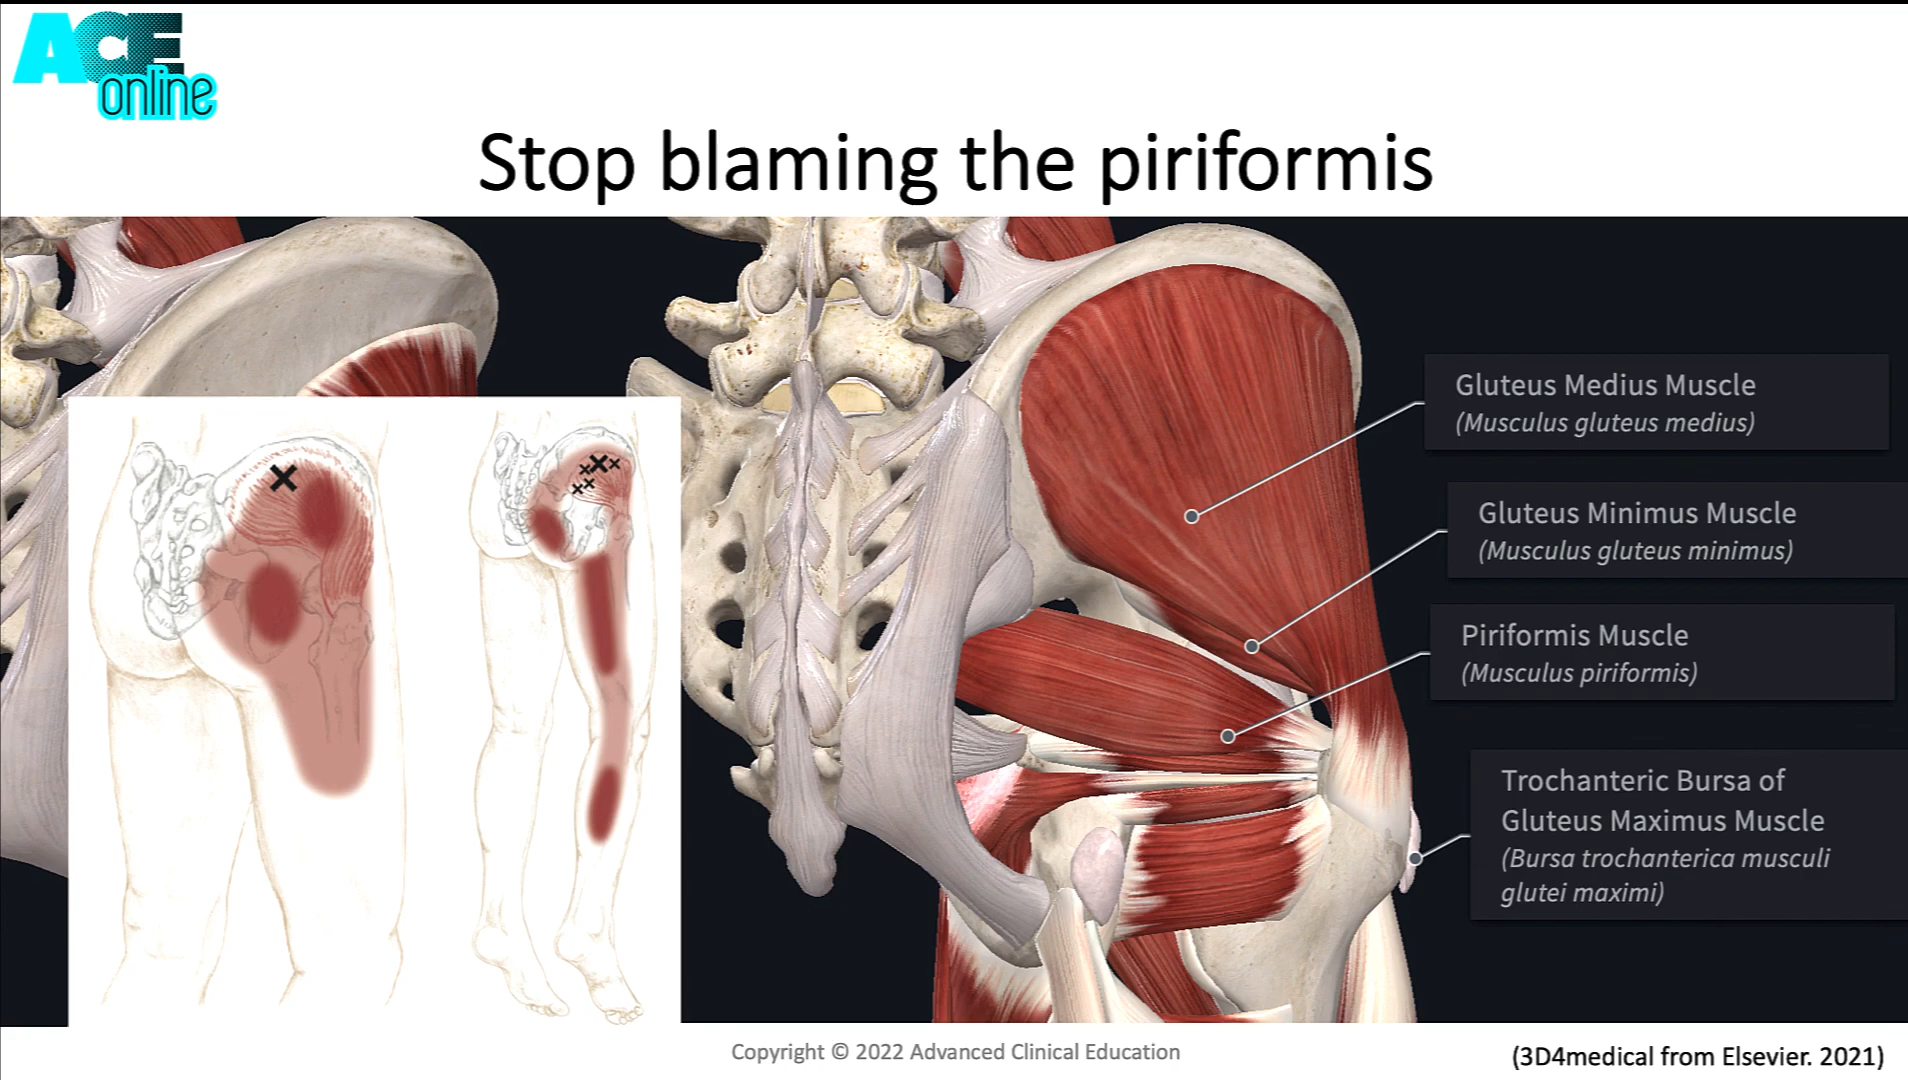 ACE
online
Stop blaming the piriformis
Gluteus Medius Muscle
(Musculus gluteus medius)
Gluteus Minimus Muscle
(Musculus gluteus minimus)
Piriformis Muscle
(Musculus piriformis)
Trochanteric Bursa of
Gluteus Maximus Muscle
(Bursa trochanterica musculi
glutei maximi)
Copyright © 2022 Advanced Clinical Education
(3D4medical from Elsevier. 2021)